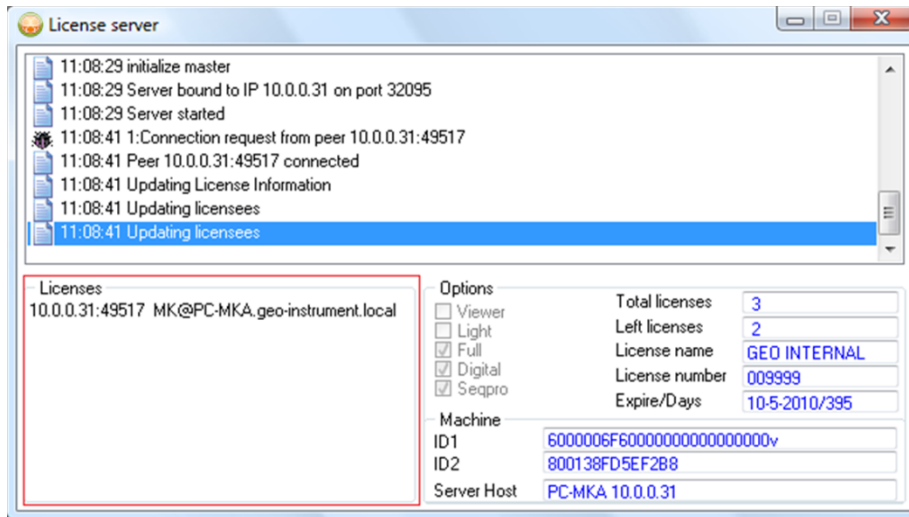 License server
11:08:29 initialize master
11:08:29 Server bound to IP 10.0.0.31 on port 32095
11:08:29 Server started
11:08:41 1:Connection request from peer 10.0.0.31:49517
11:08:41 Peer 10.0.0.31:49517 connected
11:08:41 Updating License Information
11:08:41 Updating licensees
11:08:41 Updating licensees
Licenses
10.0.0.31:49517 MK@PC-MKA.geo-instrument.local
Options
Viewer
Light
Full
Digital
Seqpro
Total licenses 3
Left licenses 2
License name GEO INTERNAL
License number 009999
Expire/Days 10-5-2010/395
Machine
ID1 6000006F60000000000000000v
ID2 800138FD5EF2B8
Server Host PC-MKA 10.0.0.31